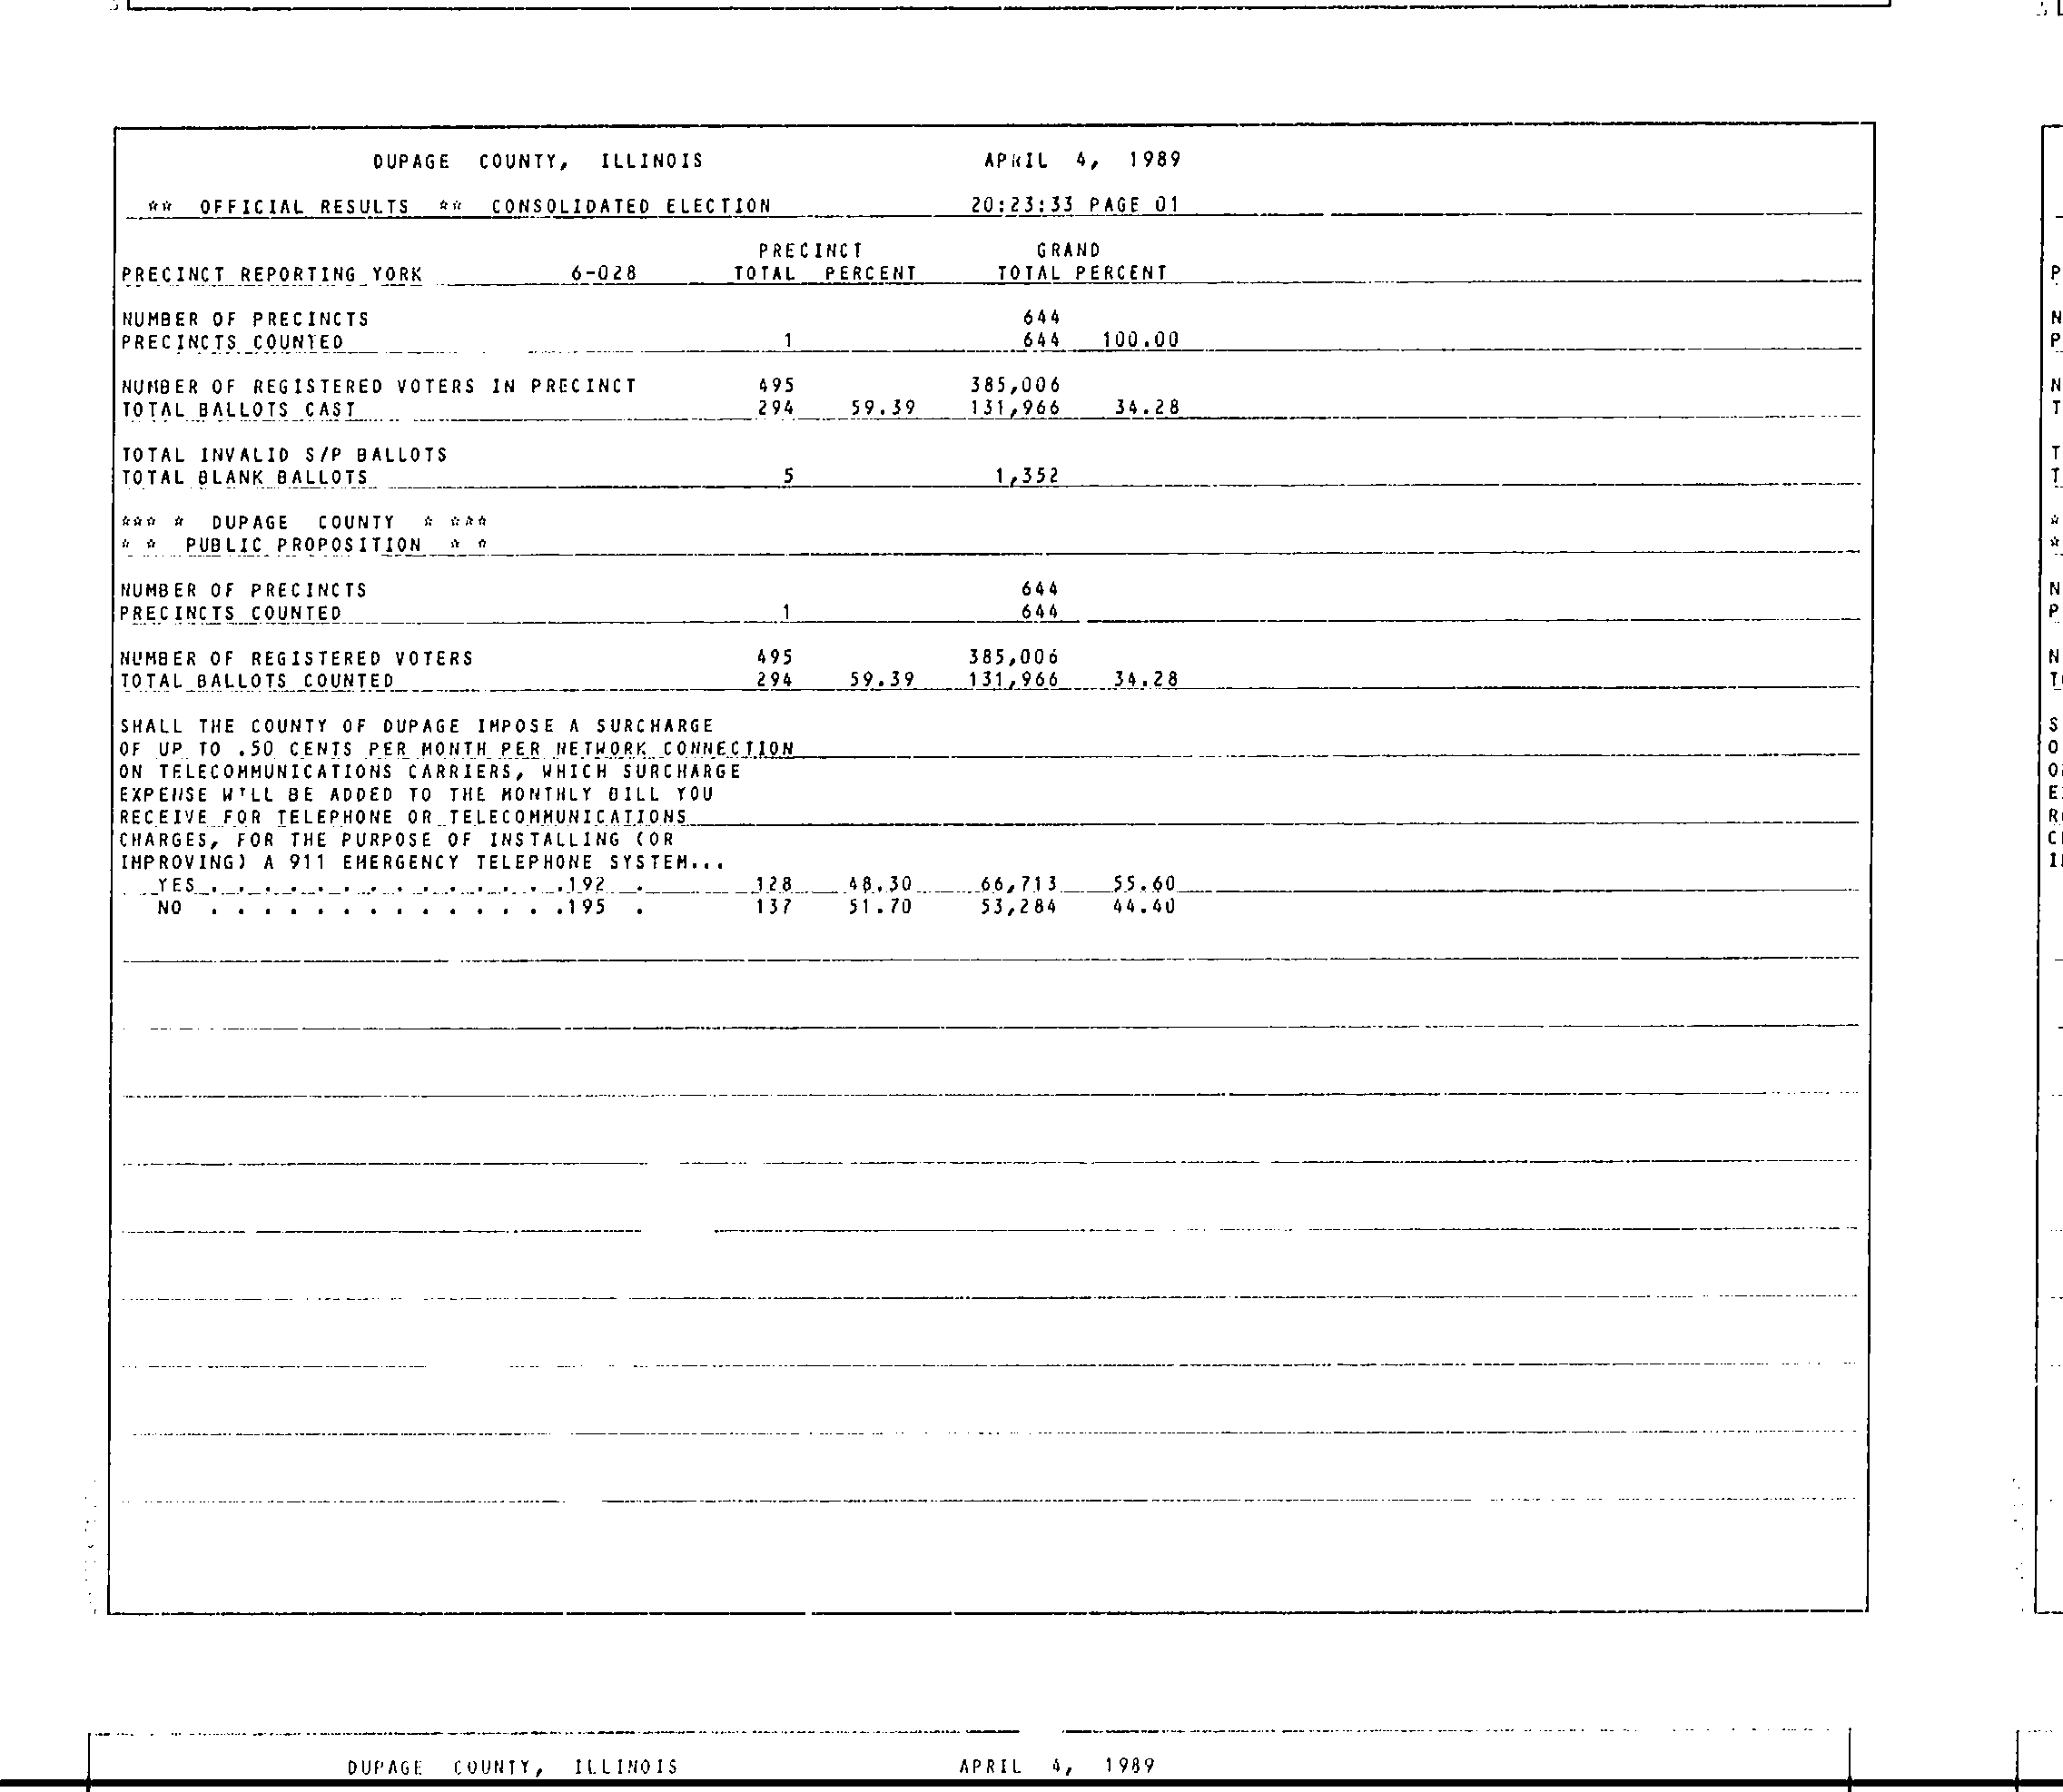 DUPAGE COUNTY, ILLINOIS APRIL 4, 1989
** OFFICIAL RESULTS ** CONSOLIDATED ELECTION 20:23:33 PAGE 01
PRECINCT GRAND
PRECINCT REPORTING YORK 6-028 TOTAL PERCENT TOTAL PERCENT
NUMBER OF PRECINCTS 644
PRECINCTS COUNTED 1 644 100.00
NUMBER OF REGISTERED VOTERS IN PRECINCT 495 385,006
TOTAL BALLOTS CAST 294 59.39 131,966 34.28
TOTAL INVALID S/P BALLOTS
TOTAL BLANK BALLOTS 5 1,352
*** * DUPAGE COUNTY * ***
* * PUBLIC PROPOSITION * *
NUMBER OF PRECINCTS 644
PRECINCTS COUNTED 1 644
NUMBER OF REGISTERED VOTERS 495 385,006
TOTAL BALLOTS COUNTED 294 59.39 131,966 34.28
SHALL THE COUNTY OF DUPAGE IMPOSE A SURCHARGE
OF UP TO .50 CENTS PER MONTH PER NETWORK CONNECTION
ON TELECOMMUNICATIONS CARRIERS, WHICH SURCHARGE
EXPENSE WILL BE ADDED TO THE MONTHLY BILL YOU
RECEIVE FOR TELEPHONE OR TELECOMMUNICATIONS
CHARGES, FOR THE PURPOSE OF INSTALLING (OR
IMPROVING) A 911 EMERGENCY TELEPHONE SYSTEM...
YES . . . . . . . . . . . . . .192 . 128 48.30 66,713 55.60
NO . . . . . . . . . . . . . .195 . 137 51.70 53,284 44.40
DUPAGE COUNTY, ILLINOIS APRIL 4, 1989